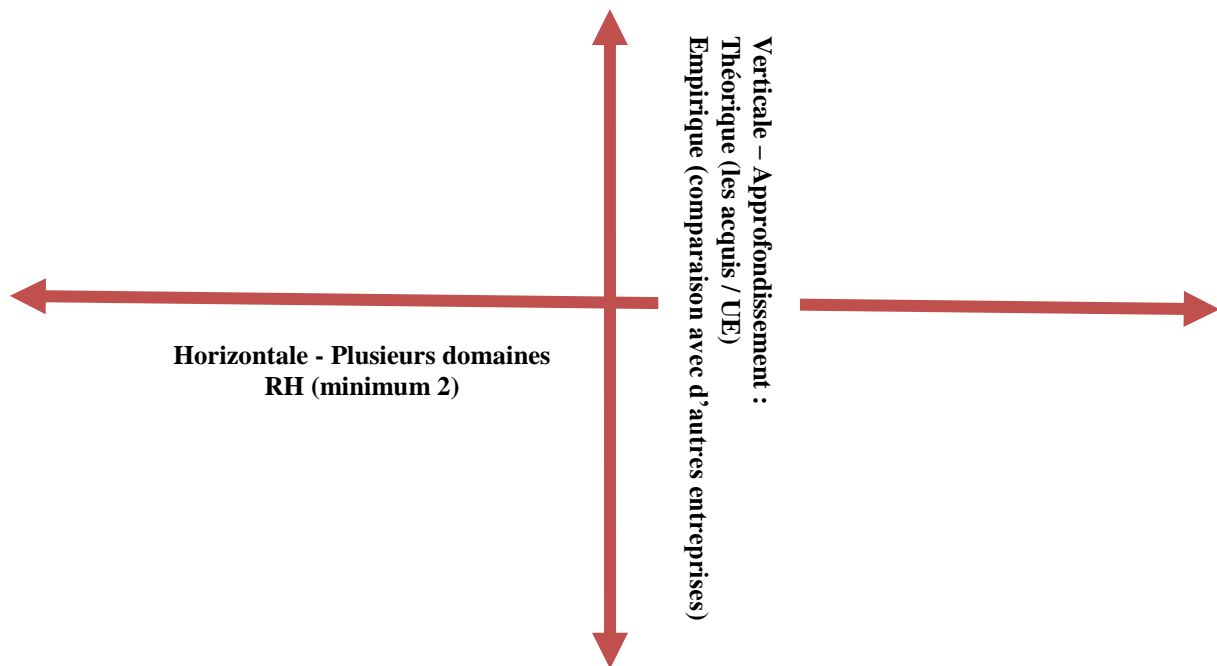 Verticale – Approfondissement :
Théorique (les acquis / UE)
Empirique (comparaison avec d’autres entreprises)
Horizontale - Plusieurs domaines
RH (minimum 2)